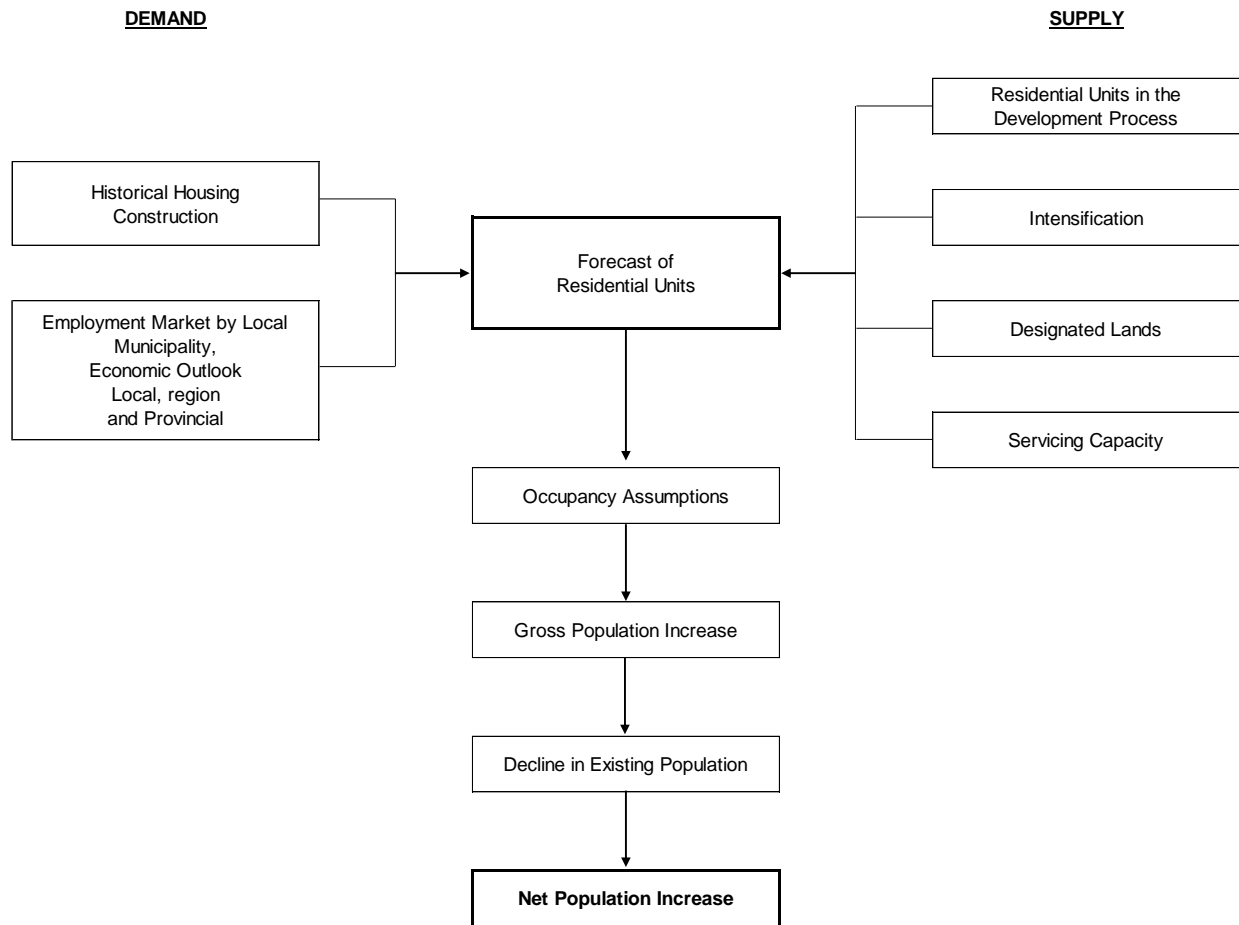 DEMAND
SUPPLY
Residential Units in the
Development Process
Historical Housing
Construction
Intensification
Forecast of
Residential Units
Employment Market by Local
Municipality,
Economic Outlook
Local, region
and Provincial
Designated Lands
Servicing Capacity
Occupancy Assumptions
Gross Population Increase
Decline in Existing Population
Net Population Increase